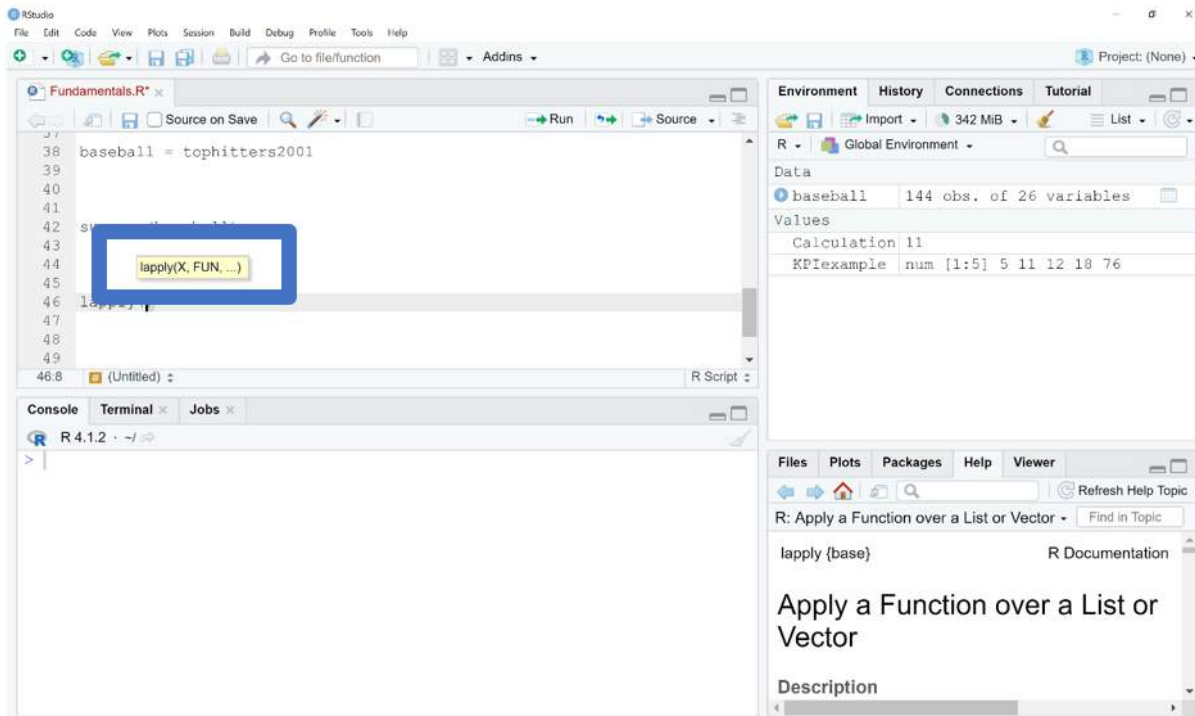 RStudio
File Edit Code View Plots Session Build Debug Profile Tools Help
Go to file/function Addins Project: (None)
Fundamentals.R*
Source on Save Run Source
37
38 baseball = tophitters2001
39
40
41
42
43
44 lapply(X, FUN, ...)
45
46 lapply(
47
48
49
46:8 (Untitled) R Script
Console Terminal Jobs
R 4.1.2 · ~/
>
Environment History Connections Tutorial
Import 342 MiB List
R Global Environment
Data
baseball 144 obs. of 26 variables
Values
Calculation 11
KPIexample num [1:5] 5 11 12 18 76
Files Plots Packages Help Viewer
Refresh Help Topic
R: Apply a Function over a List or Vector Find in Topic
lapply {base} R Documentation
Apply a Function over a List or
Vector
Description